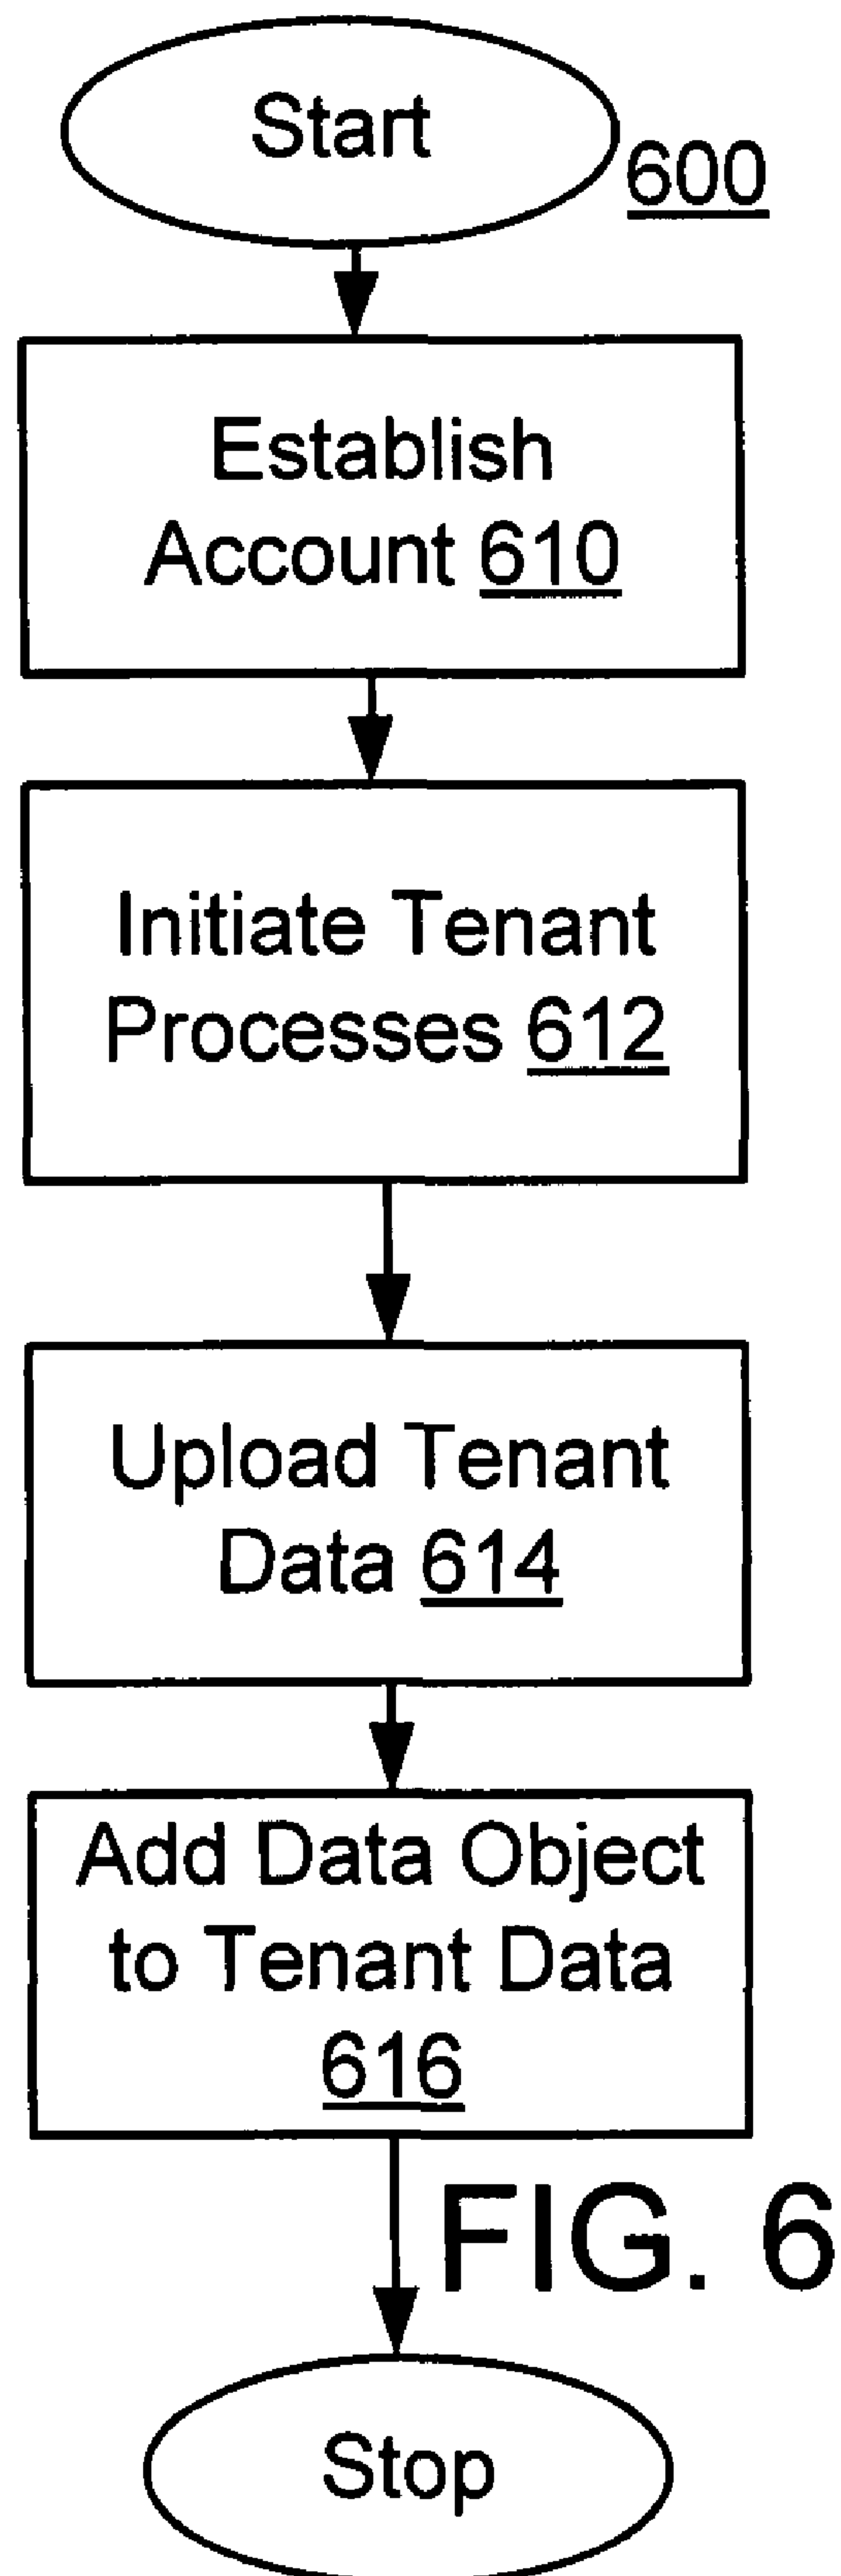 Start
600
Establish
Account 610
Initiate Tenant
Processes 612
Upload Tenant
Data 614
Add Data Object
to Tenant Data
616
FIG. 6
Stop